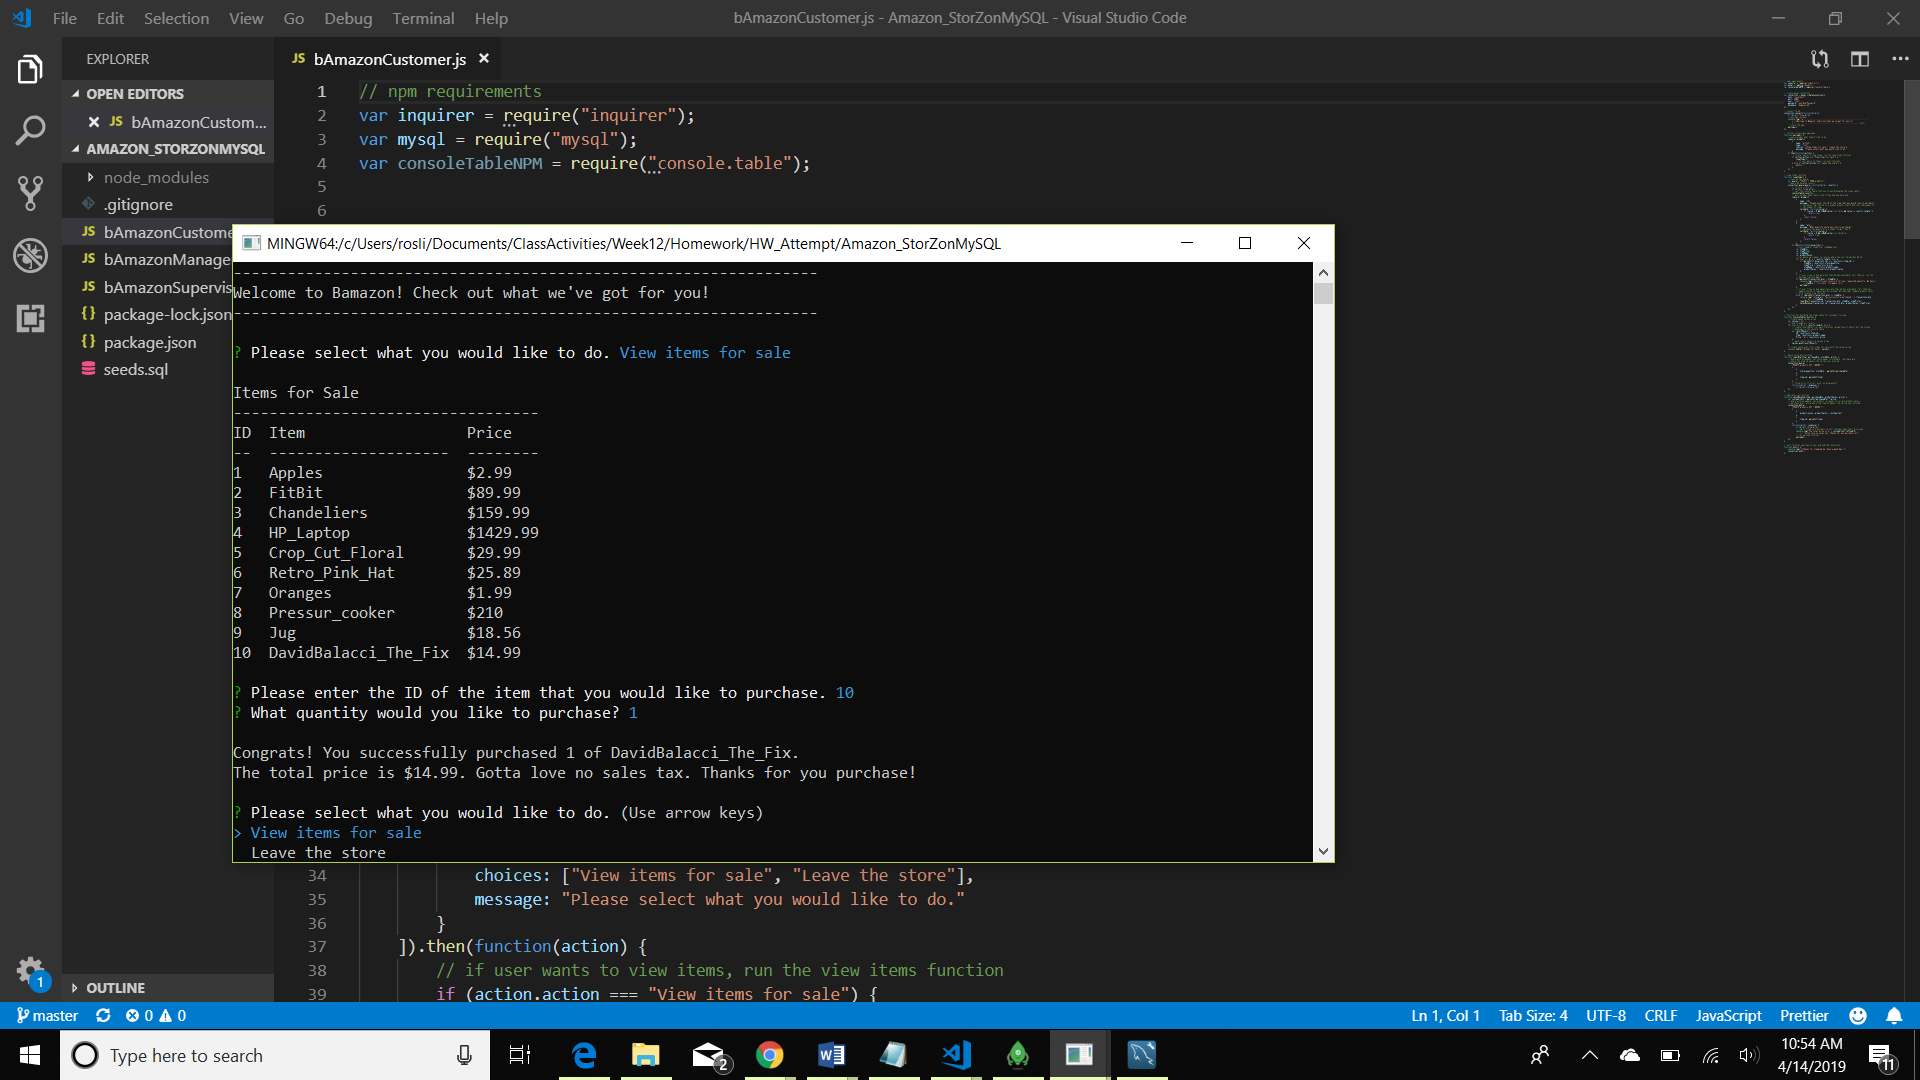 File Edit Selection View Go Debug Terminal Help
bAmazonCustomer.js - Amazon_StorZonMySQL - Visual Studio Code
EXPLORER
OPEN EDITORS
JS bAmazonCustom...
AMAZON_STORZONMYSQL
node_modules
.gitignore
JS bAmazonCustome
JS bAmazonManage
JS bAmazonSupervis
{} package-lock.json
{} package.json
seeds.sql
OUTLINE
JS bAmazonCustomer.js
1 // npm requirements
2 var inquirer = require("inquirer");
3 var mysql = require("mysql");
4 var consoleTableNPM = require("console.table");
5
6
MINGW64:/c/Users/rosli/Documents/ClassActivities/Week12/Homework/HW_Attempt/Amazon_StorZonMySQL
-----------------------------------------------------------------
Welcome to Bamazon! Check out what we've got for you!
-----------------------------------------------------------------
? Please select what you would like to do. View items for sale
Items for Sale
----------------------------------
ID Item Price
-- -------------------- --------
1 Apples $2.99
2 FitBit $89.99
3 Chandeliers $159.99
4 HP_Laptop $1429.99
5 Crop_Cut_Floral $29.99
6 Retro_Pink_Hat $25.89
7 Oranges $1.99
8 Pressur_cooker $210
9 Jug $18.56
10 DavidBalacci_The_Fix $14.99
? Please enter the ID of the item that you would like to purchase. 10
? What quantity would you like to purchase? 1
Congrats! You successfully purchased 1 of DavidBalacci_The_Fix.
The total price is $14.99. Gotta love no sales tax. Thanks for you purchase!
? Please select what you would like to do. (Use arrow keys)
> View items for sale
Leave the store
34 choices: ["View items for sale", "Leave the store"],
35 message: "Please select what you would like to do."
36 }
37 ]).then(function(action) {
38 // if user wants to view items, run the view items function
39 if (action.action === "View items for sale") {
1
master 0 0
Ln 1, Col 1 Tab Size: 4 UTF-8 CRLF JavaScript Prettier
Type here to search
2
10:54 AM
4/14/2019
11